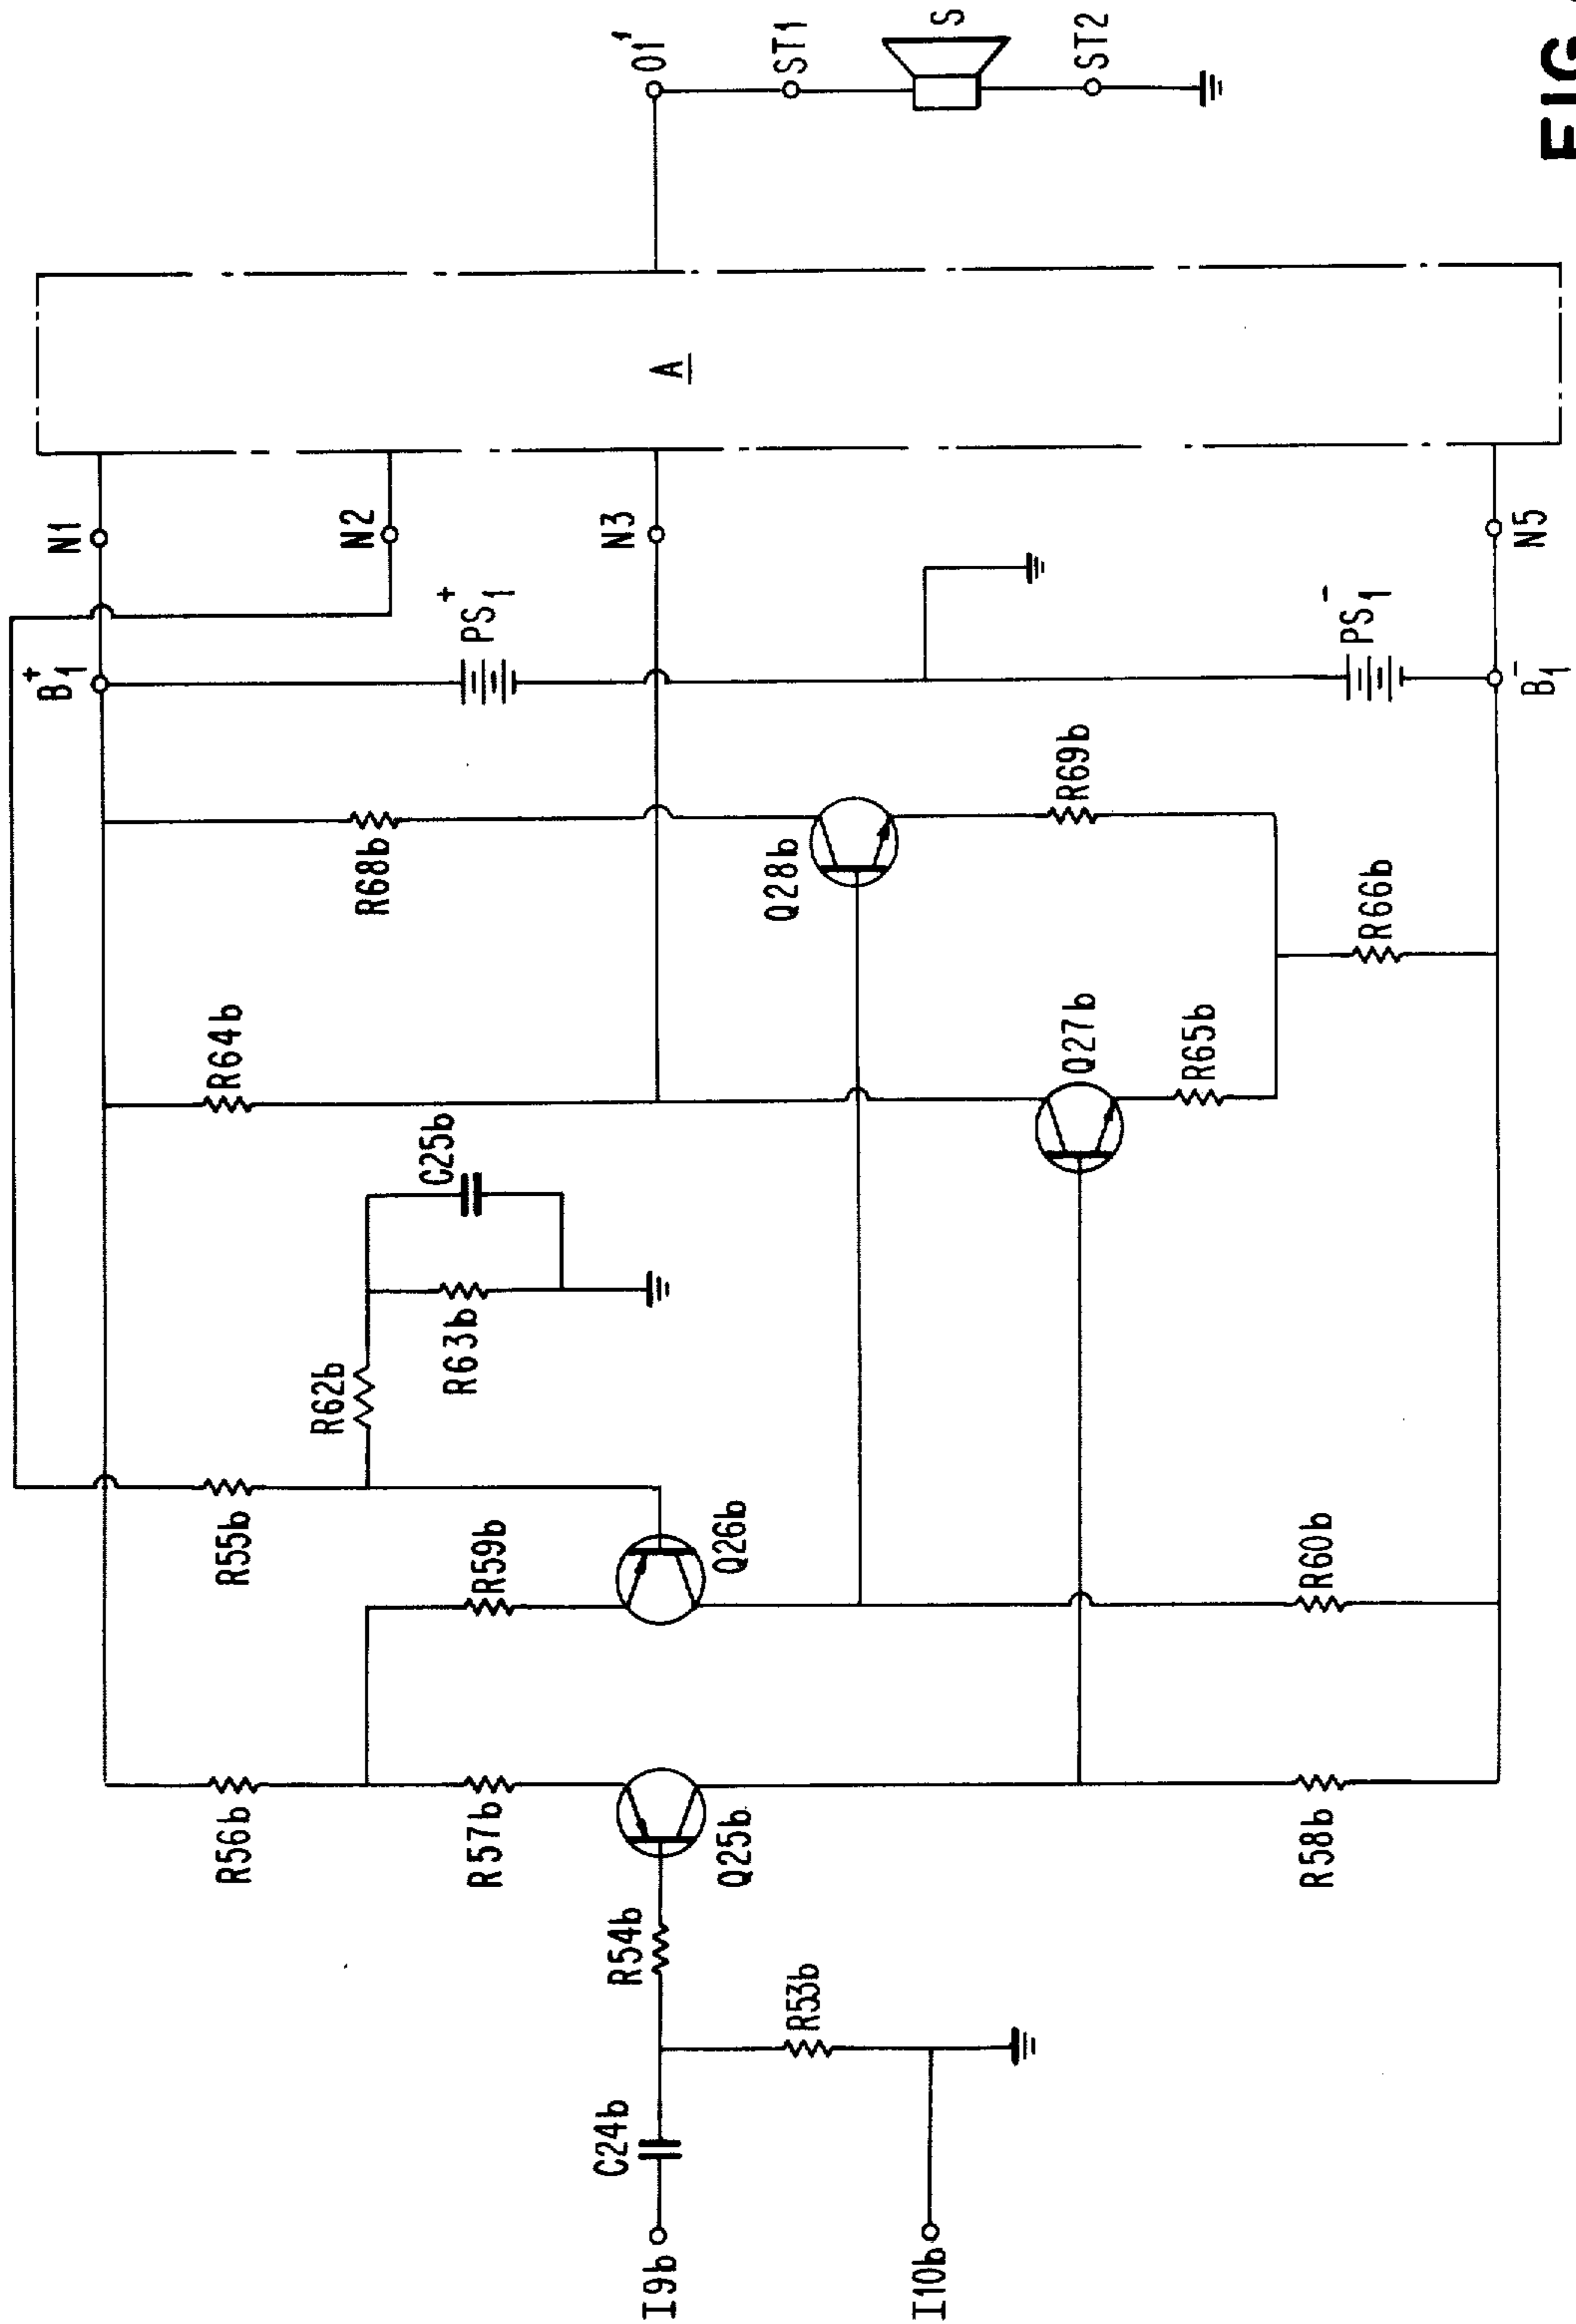 I9b
I10b
C24b
R53b
R54b
R56b
R57b
Q25b
R58b
R55b
R59b
Q26b
R60b
R62b
R63b
C25b
R64b
Q27b
R65b
R68b
Q28b
R69b
R66b
B1+
PS1+
PS1-
B1-
N1
N2
N3
N5
A
O1'
ST1
S
ST2
FIG